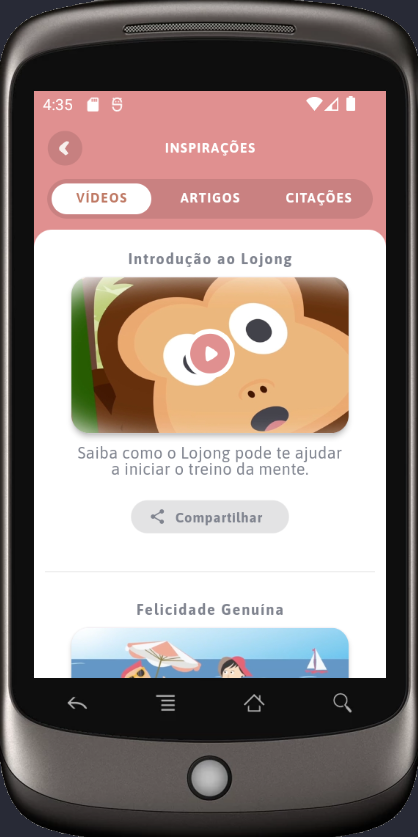 4:35
INSPIRAÇÕES
VÍDEOS ARTIGOS CITAÇÕES
Introdução ao Lojong
Saiba como o Lojong pode te ajudar
a iniciar o treino da mente.
Compartilhar
Felicidade Genuína